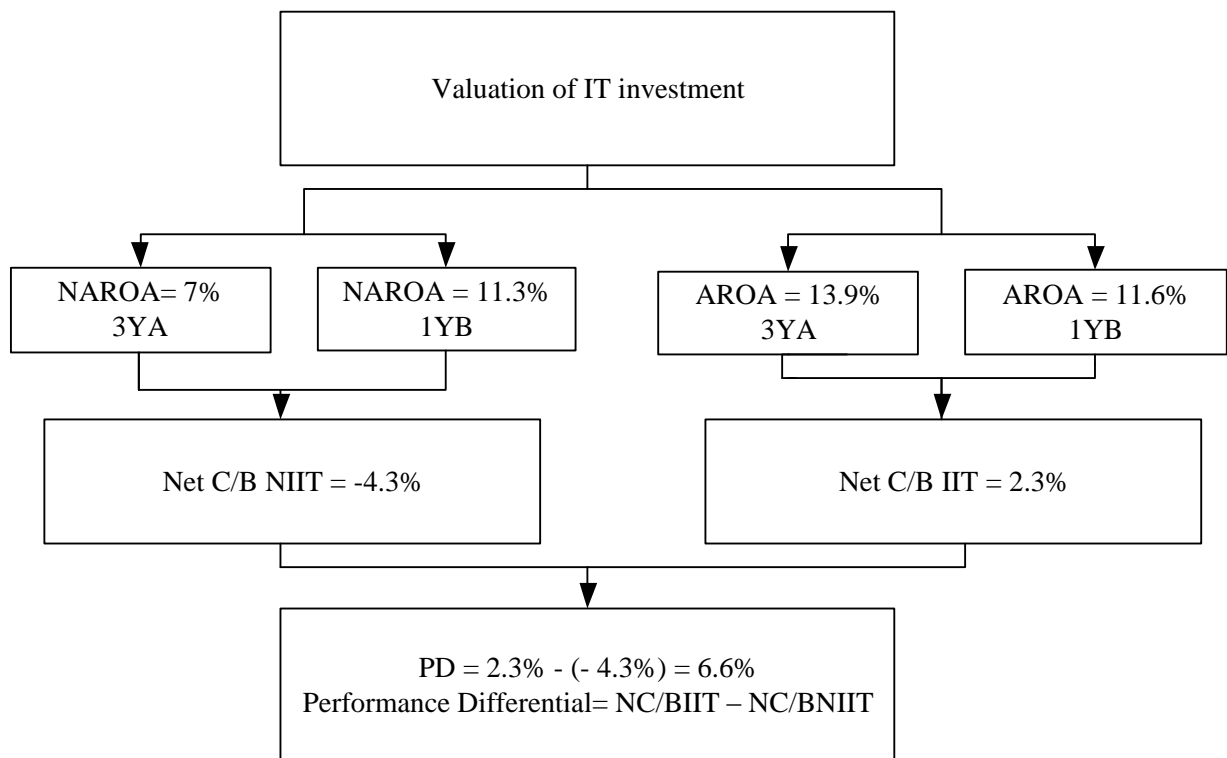 Valuation of IT investment
NAROA= 7%
3YA
NAROA = 11.3%
1YB
AROA = 13.9%
3YA
AROA = 11.6%
1YB
Net C/B NIIT = -4.3%
Net C/B IIT = 2.3%
PD = 2.3% - (- 4.3%) = 6.6%
Performance Differential= NC/BIIT – NC/BNIIT